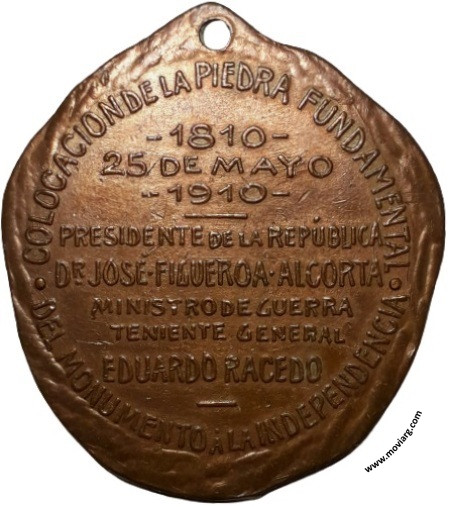 COLOCACION DE LA PIEDRA FUNDAMENTAL
· DEL MONUMENTO A LA INDEPENDENCIA ·
- 1810 -
25 DE MAYO
- 1910 -
PRESIDENTE DE LA REPÚBLICA
DR JOSÉ · FIGUEROA · ALCORTA
MINISTRO DE GUERRA
TENIENTE GENERAL
EDUARDO RACEDO
www.moviarg.com